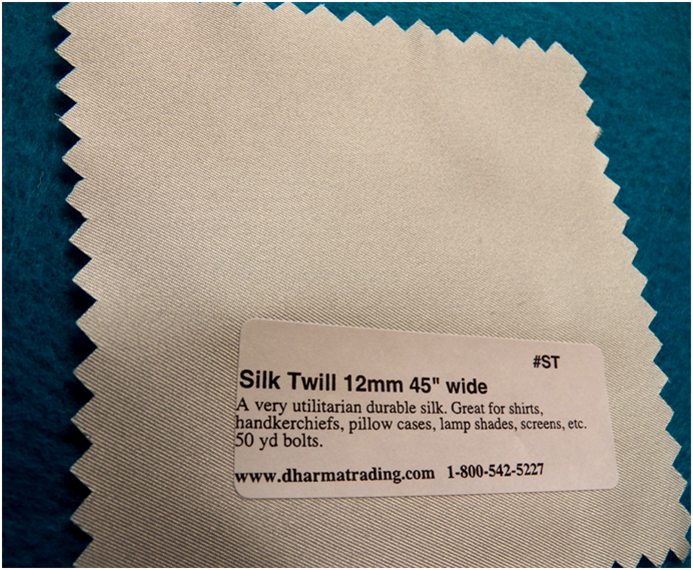 #ST
Silk Twill 12mm 45" wide
A very utilitarian durable silk. Great for shirts,
handkerchiefs, pillow cases, lamp shades, screens, etc.
50 yd bolts.
www.dharmatrading.com 1-800-542-5227